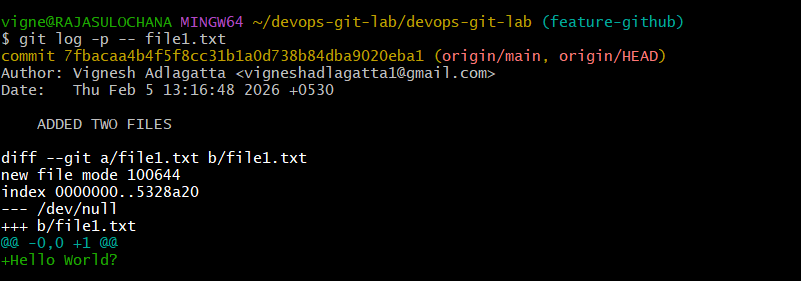 vigne@RAJASULOCHANA MINGW64 ~/devops-git-lab/devops-git-lab (feature-github)
$ git log -p -- file1.txt
commit 7fbacaa4b4f5f8cc31b1a0d738b84dba9020eba1 (origin/main, origin/HEAD)
Author: Vignesh Adlagatta <vigneshadlagatta1@gmail.com>
Date:   Thu Feb 5 13:16:48 2026 +0530

    ADDED TWO FILES

diff --git a/file1.txt b/file1.txt
new file mode 100644
index 0000000..5328a20
--- /dev/null
+++ b/file1.txt
@@ -0,0 +1 @@
+Hello World?